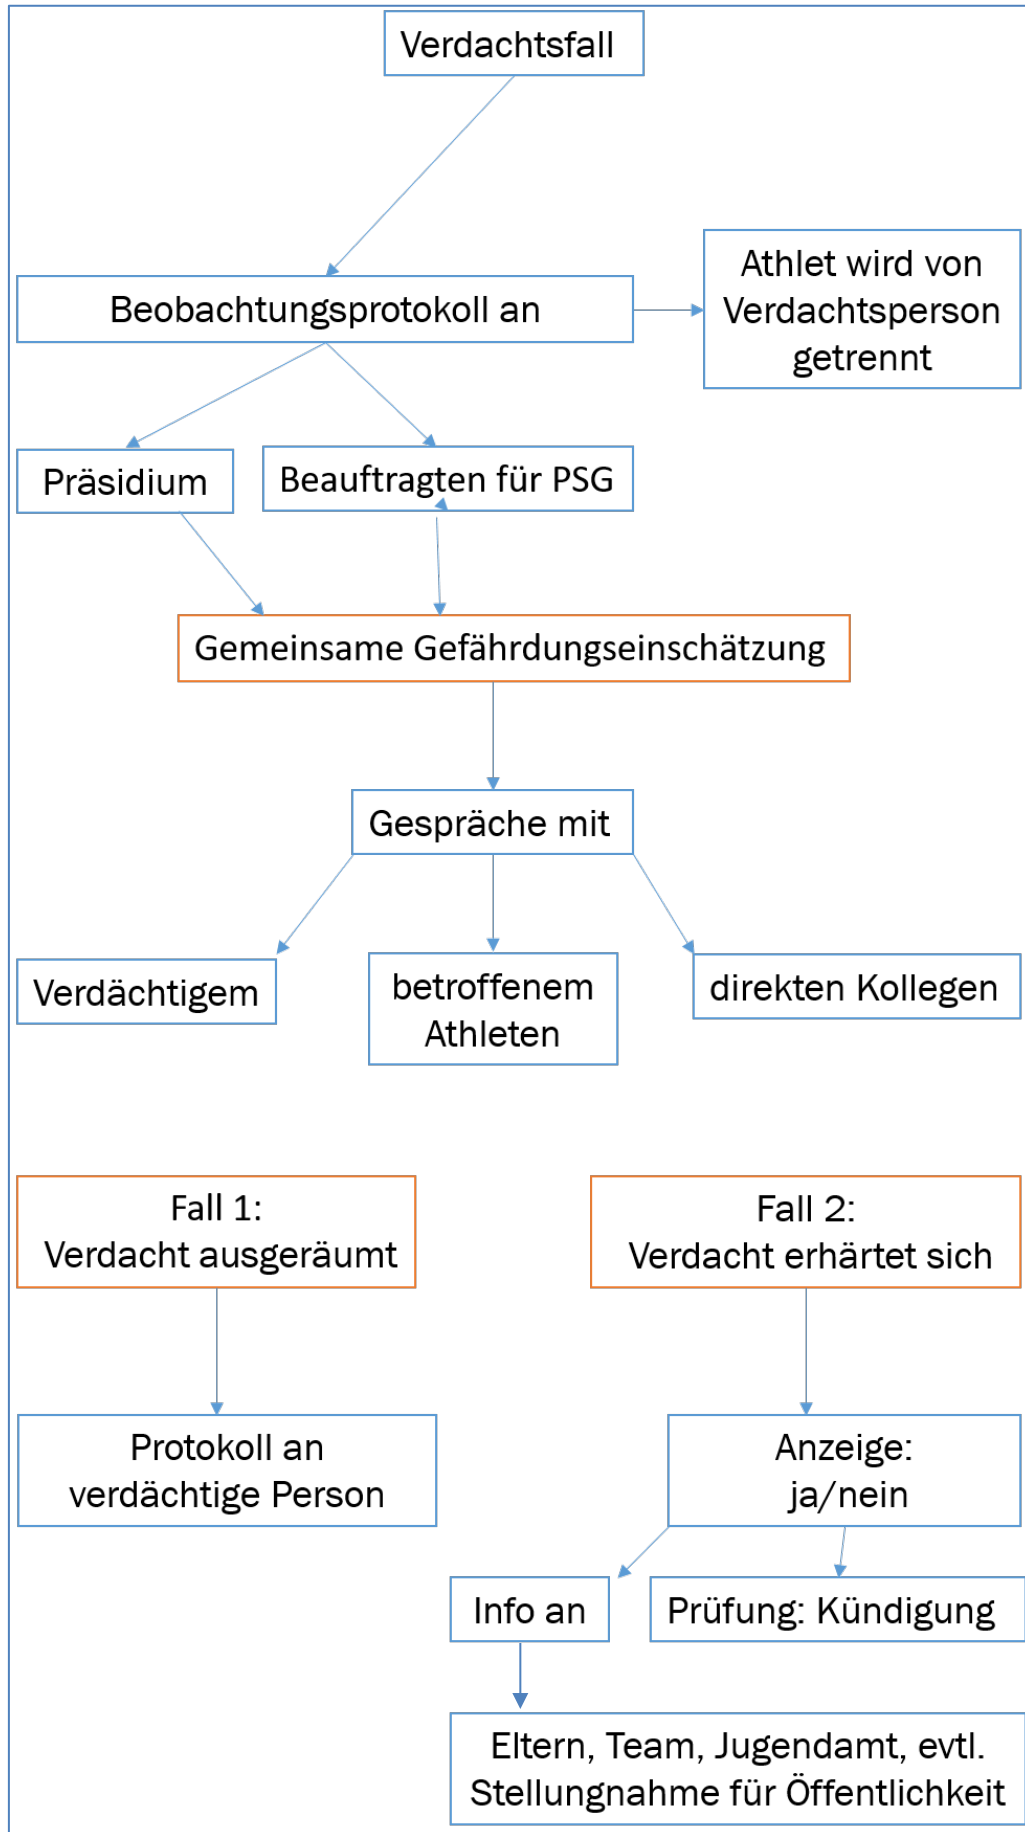 Verdachtsfall
Athlet wird von
Verdachtsperson
getrennt
Beobachtungsprotokoll an
Präsidium
Beauftragten für PSG
Gemeinsame Gefährdungseinschätzung
Gespräche mit
Verdächtigem
betroffenem
Athleten
direkten Kollegen
Fall 1:
Verdacht ausgeräumt
Fall 2:
Verdacht erhärtet sich
Protokoll an
verdächtige Person
Anzeige:
ja/nein
Info an
Prüfung: Kündigung
Eltern, Team, Jugendamt, evtl.
Stellungnahme für Öffentlichkeit